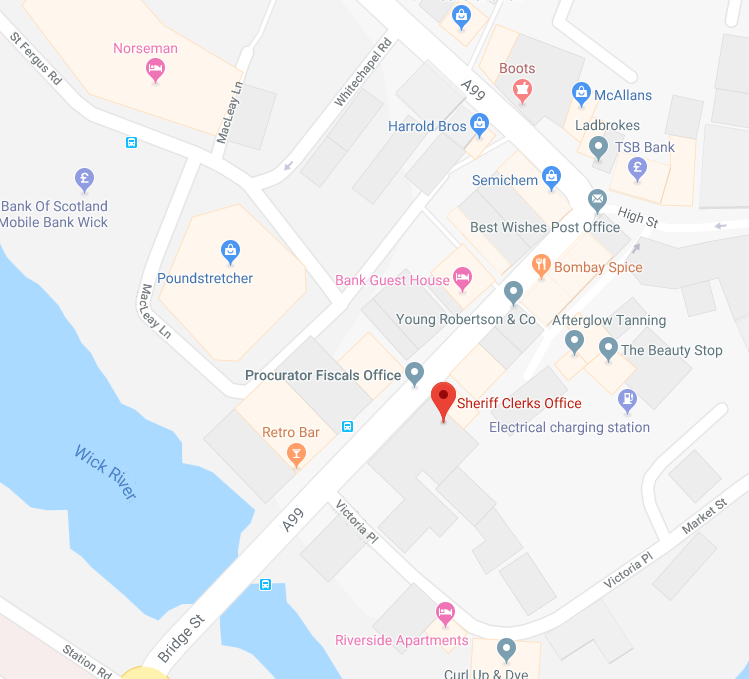 St Fergus Rd
Norseman
MacLeay Ln
Whitechapel Rd
A99
Boots
McAllans
Harrold Bros
Ladbrokes
TSB Bank
£
£
Bank Of Scotland
Mobile Bank Wick
Semichem
High St
Best Wishes Post Office
Poundstretcher
Bank Guest House
Bombay Spice
MacLeay Ln
Young Robertson & Co
Afterglow Tanning
The Beauty Stop
Procurator Fiscals Office
Sheriff Clerks Office
Electrical charging station
Retro Bar
Wick River
A99
Victoria Pl
Market St
Victoria Pl
Bridge St
Riverside Apartments
Station Rd
Curl Up & Dye